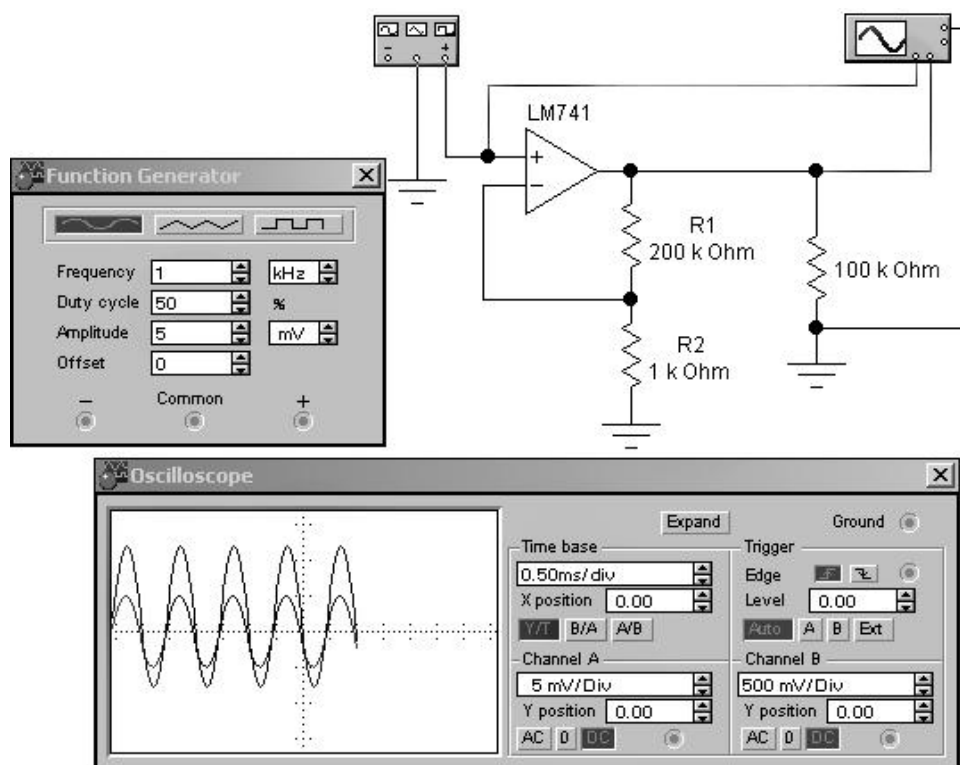 − +
LM741
+
−
R1
200 k Ohm
100 k Ohm
R2
1 k Ohm
Function Generator
Frequency 1 kHz
Duty cycle 50 %
Amplitude 5 mV
Offset 0
− Common +
Oscilloscope
Expand Ground
Time base Trigger
0.50ms/div Edge
X position 0.00 Level 0.00
Y/T B/A A/B Auto A B Ext
Channel A Channel B
5 mV/Div 500 mV/Div
Y position 0.00 Y position 0.00
AC 0 DC AC 0 DC